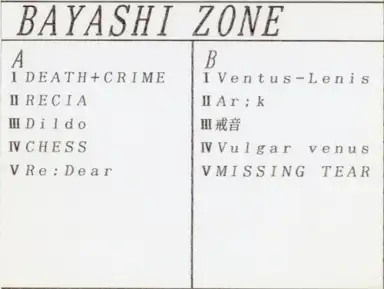 BAYASHI ZONE
A
I DEATH+CRIME
II RECIA
III Dildo
IV CHESS
V Re:Dear
B
I Ventus-Lenis
II Ar;k
III 戒音
IV Vulgar venus
V MISSING TEAR